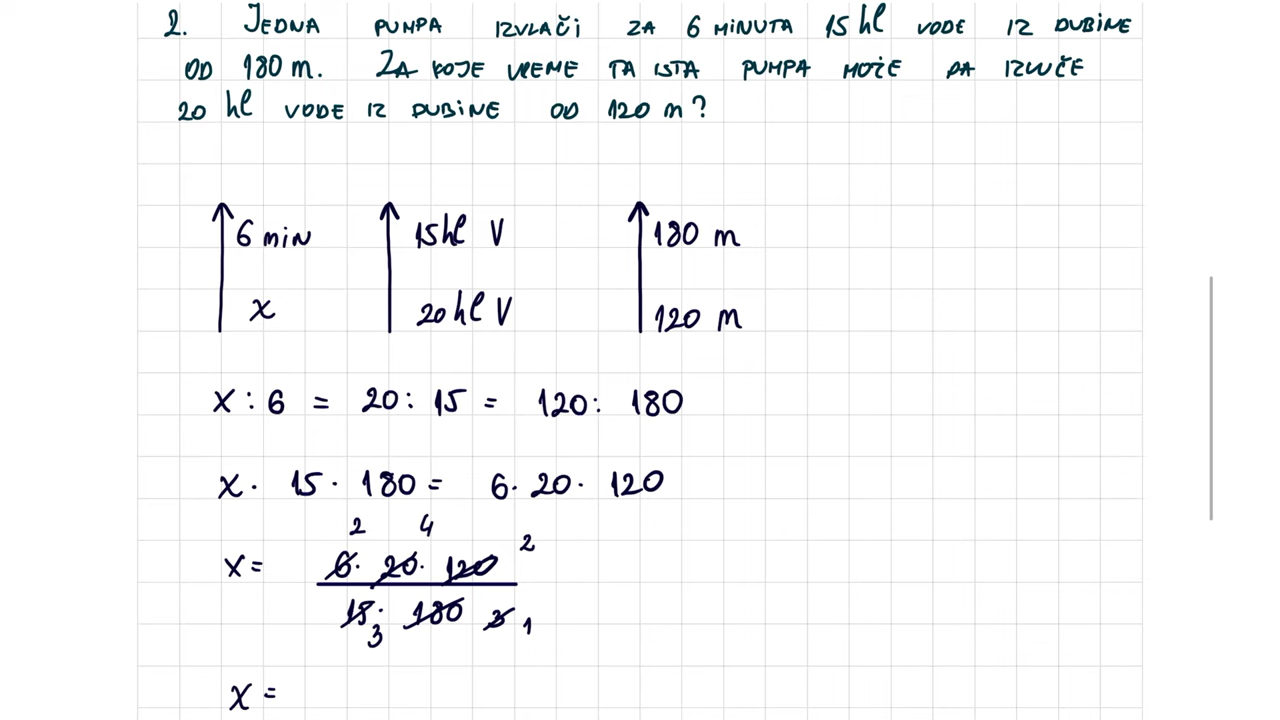 2. JEDNA PUMPA IZVLAČI ZA 6 MINUTA 15 hl VODE IZ DUBINE
OD 180 m. ZA KOJE VREME TA ISTA PUMPA MOŽE DA IZVUČE
20 hl VODE IZ DUBINE OD 120 m?
6 min 15 hl V 180 m
x 20 hl V 120 m
x : 6 = 20 : 15 = 120 : 180
x · 15 · 180 = 6 · 20 · 120
2 4 2
x = 6 · 20 · 120
15 · 180 3
3 1
x =